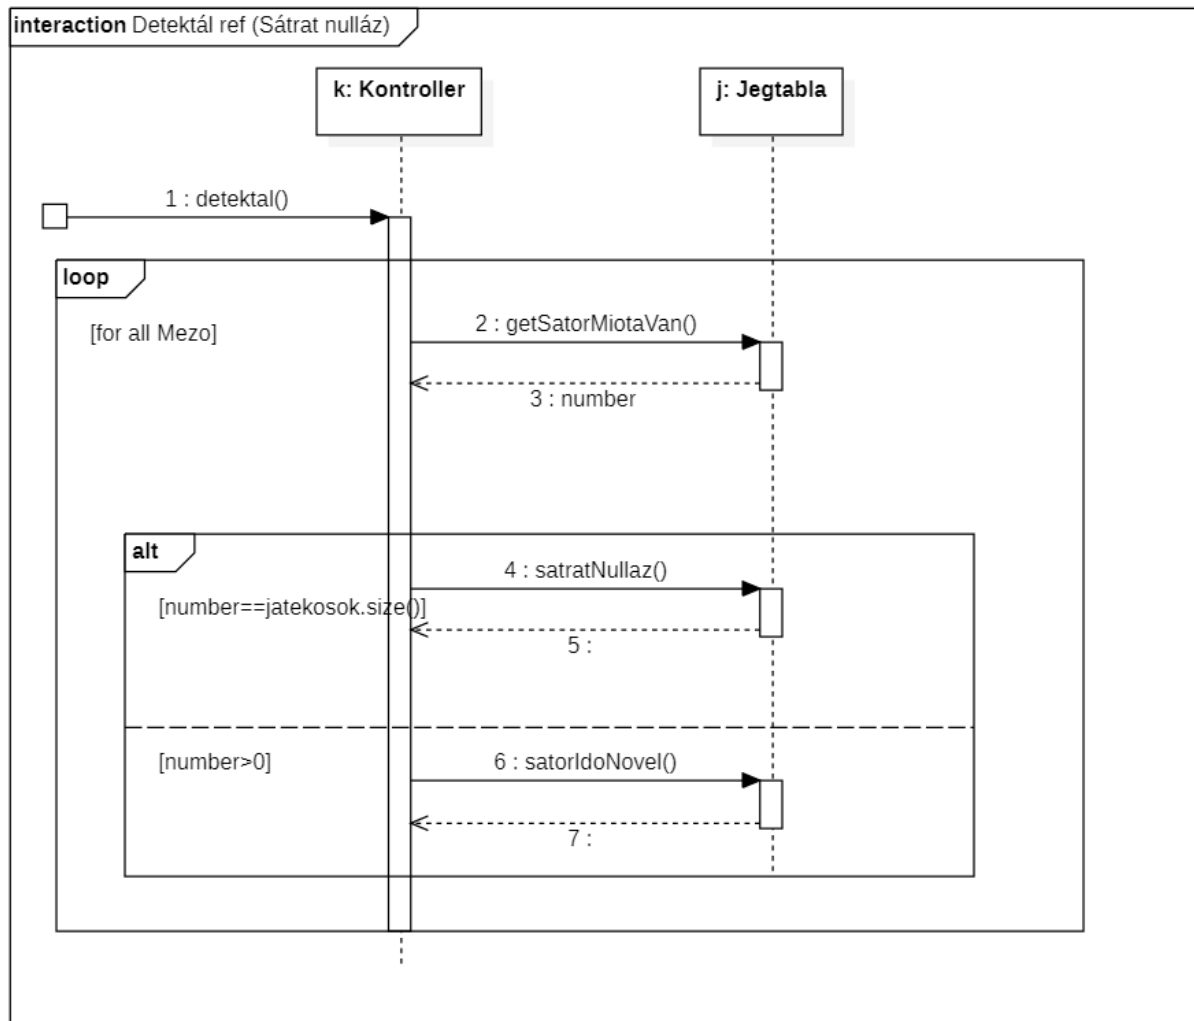 interaction Detektál ref (Sátrat nulláz)
k: Kontroller
j: Jegtabla
1 : detektal()
loop
[for all Mezo]
2 : getSatorMiotaVan()
3 : number
alt
4 : satratNullaz()
[number==jatekosok.size()]
5 :
[number>0]
6 : satorIdoNovel()
7 :